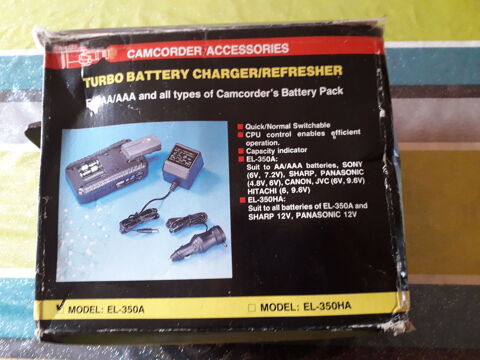 CAMCORDER ACCESSORIES
TURBO BATTERY CHARGER/REFRESHER
AA/AAA and all types of Camcorder's Battery Pack
Quick/Normal Switchable
CPU control enables efficient
operation.
Capacity indicator
EL-350A:
Suit to AA/AAA batteries, SONY
(6V, 7.2V), SHARP, PANASONIC
(4.8V, 6V), CANON, JVC (6V, 9.6V)
HITACHI (6, 9.6V)
EL-350HA:
Suit to all batteries of EL-350A and
SHARP 12V, PANASONIC 12V
MODEL: EL-350A
MODEL: EL-350HA